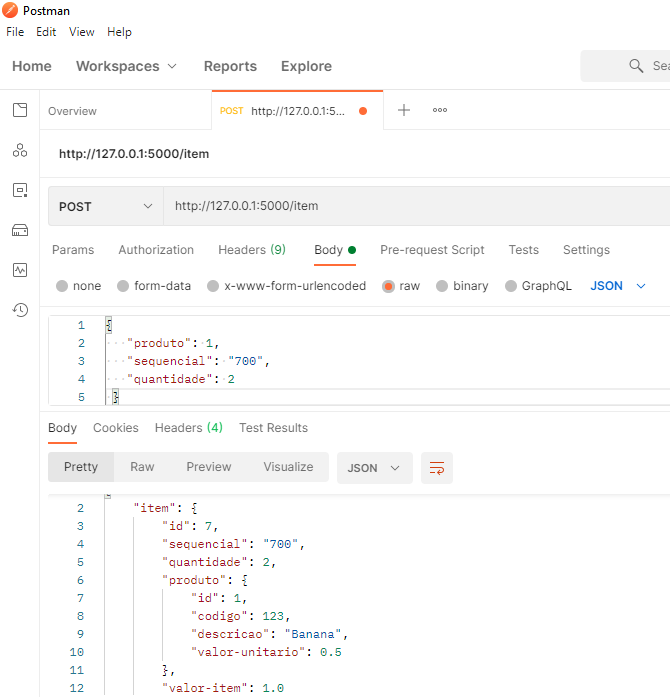 Postman
File Edit View Help
Home Workspaces Reports Explore Sea
Overview POST http://127.0.0.1:5... + ooo
http://127.0.0.1:5000/item
POST http://127.0.0.1:5000/item
Params Authorization Headers (9) Body Pre-request Script Tests Settings
none form-data x-www-form-urlencoded raw binary GraphQL JSON
1 {
2 "produto": 1,
3 "sequencial": "700",
4 "quantidade": 2
5 }
Body Cookies Headers (4) Test Results
Pretty Raw Preview Visualize JSON
2 "item": {
3 "id": 7,
4 "sequencial": "700",
5 "quantidade": 2,
6 "produto": {
7 "id": 1,
8 "codigo": 123,
9 "descricao": "Banana",
10 "valor-unitario": 0.5
11 },
12 "valor-item": 1.0